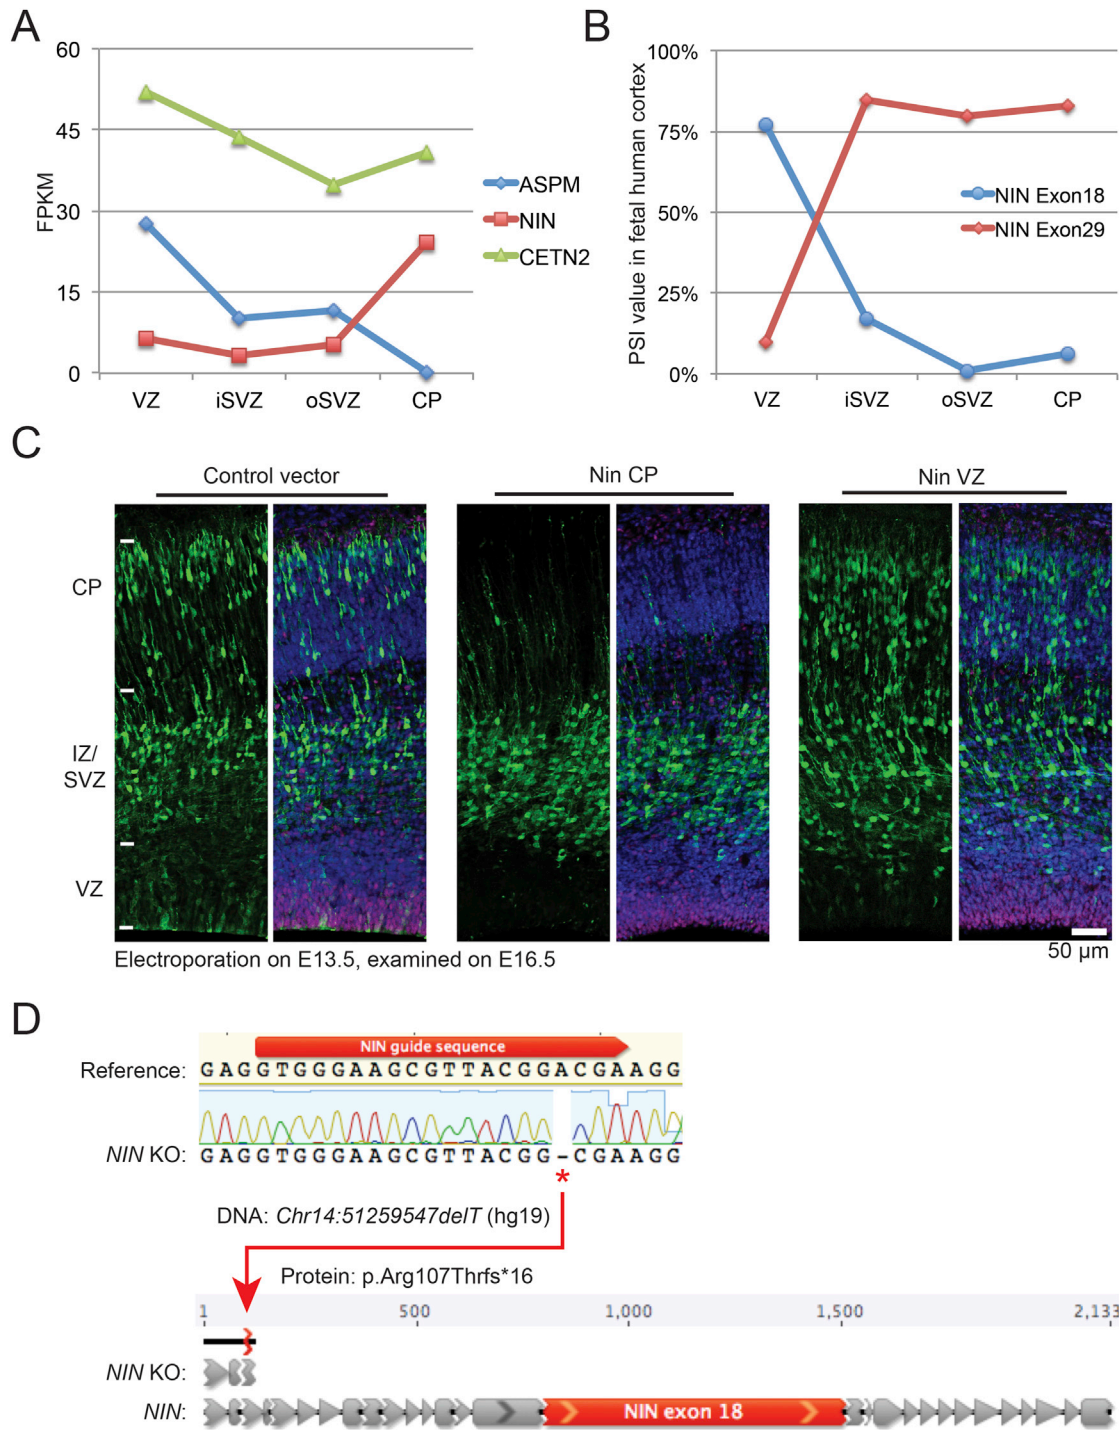 A
60
45
30
15
0
FPKM
VZ
iSVZ
oSVZ
CP
ASPM
NIN
CETN2
B
100%
75%
50%
25%
0%
PSI value in fetal human cortex
VZ
iSVZ
oSVZ
CP
NIN Exon18
NIN Exon29
C
Control vector
Nin CP
Nin VZ
CP
IZ/
SVZ
VZ
50 µm
Electroporation on E13.5, examined on E16.5
D
NIN guide sequence
Reference: GAGGTGGGAAGCGTTACGGACGAAGG
NIN KO: GAGGTGGGAAGCGTTACGG-CGAAGG
*
DNA: Chr14:51259547delT (hg19)
Protein: p.Arg107Thrfs*16
1 500 1,000 1,500 2,133
NIN KO:
NIN: NIN exon 18